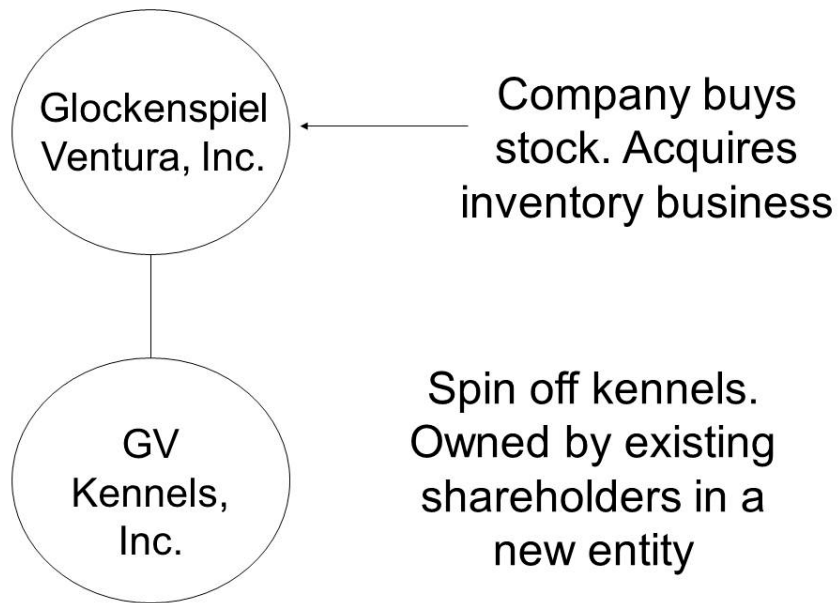 Glockenspiel
Ventura, Inc.
Company buys
stock. Acquires
inventory business
GV
Kennels,
Inc.
Spin off kennels.
Owned by existing
shareholders in a
new entity